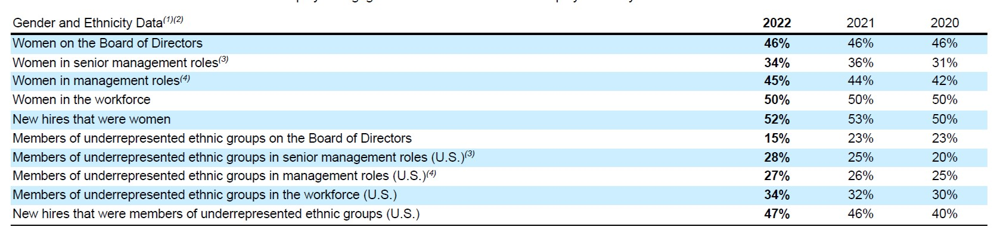 Gender and Ethnicity Data(1)(2) 2022 2021 2020
Women on the Board of Directors 46% 46% 46%
Women in senior management roles(3) 34% 36% 31%
Women in management roles(4) 45% 44% 42%
Women in the workforce 50% 50% 50%
New hires that were women 52% 53% 50%
Members of underrepresented ethnic groups on the Board of Directors 15% 23% 23%
Members of underrepresented ethnic groups in senior management roles (U.S.)(3) 28% 25% 20%
Members of underrepresented ethnic groups in management roles (U.S.)(4) 27% 26% 25%
Members of underrepresented ethnic groups in the workforce (U.S.) 34% 32% 30%
New hires that were members of underrepresented ethnic groups (U.S.) 47% 46% 40%